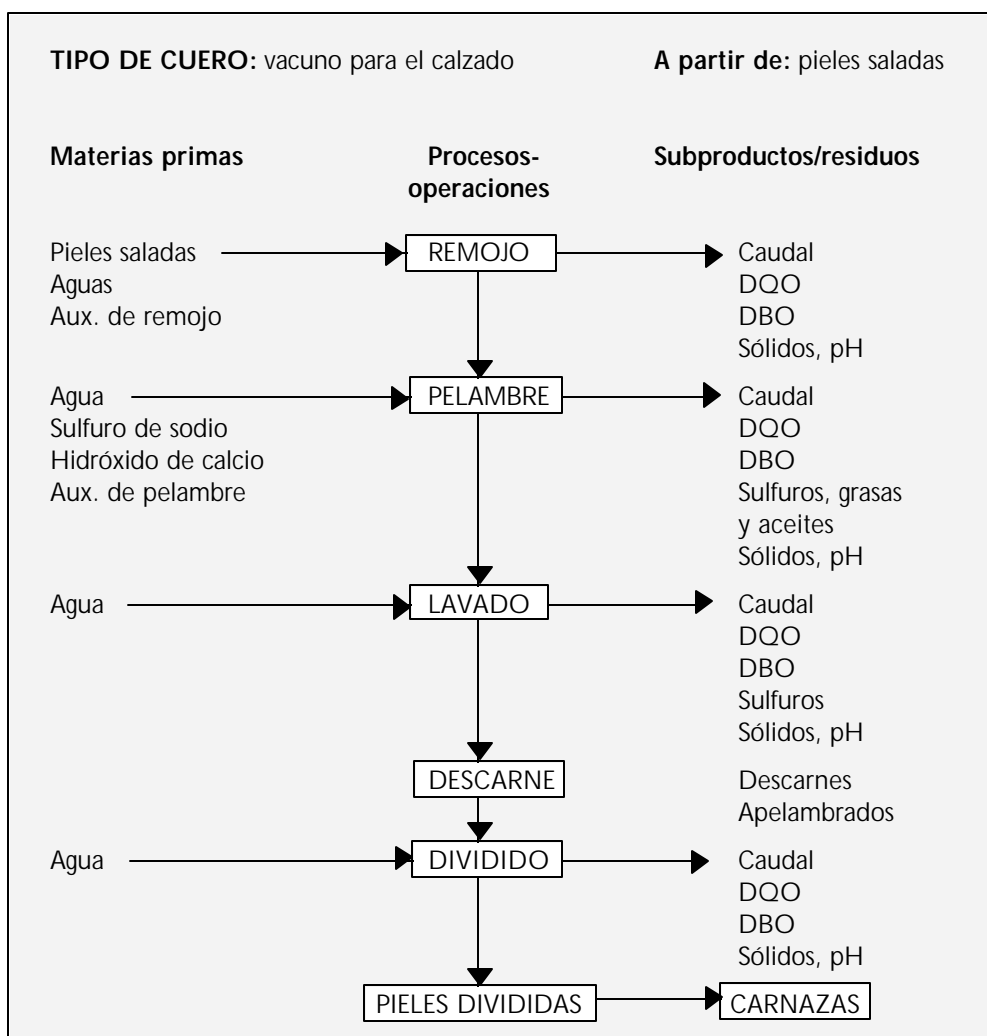 TIPO DE CUERO: vacuno para el calzado A partir de: pieles saladas
Materias primas Procesos- Subproductos/residuos
operaciones
Pieles saladas REMOJO Caudal
Aguas DQO
Aux. de remojo DBO
Sólidos, pH
Agua PELAMBRE Caudal
Sulfuro de sodio DQO
Hidróxido de calcio DBO
Aux. de pelambre Sulfuros, grasas
y aceites
Sólidos, pH
Agua LAVADO Caudal
DQO
DBO
Sulfuros
Sólidos, pH
DESCARNE Descarnes
Apelambrados
Agua DIVIDIDO Caudal
DQO
DBO
Sólidos, pH
PIELES DIVIDIDAS CARNAZAS